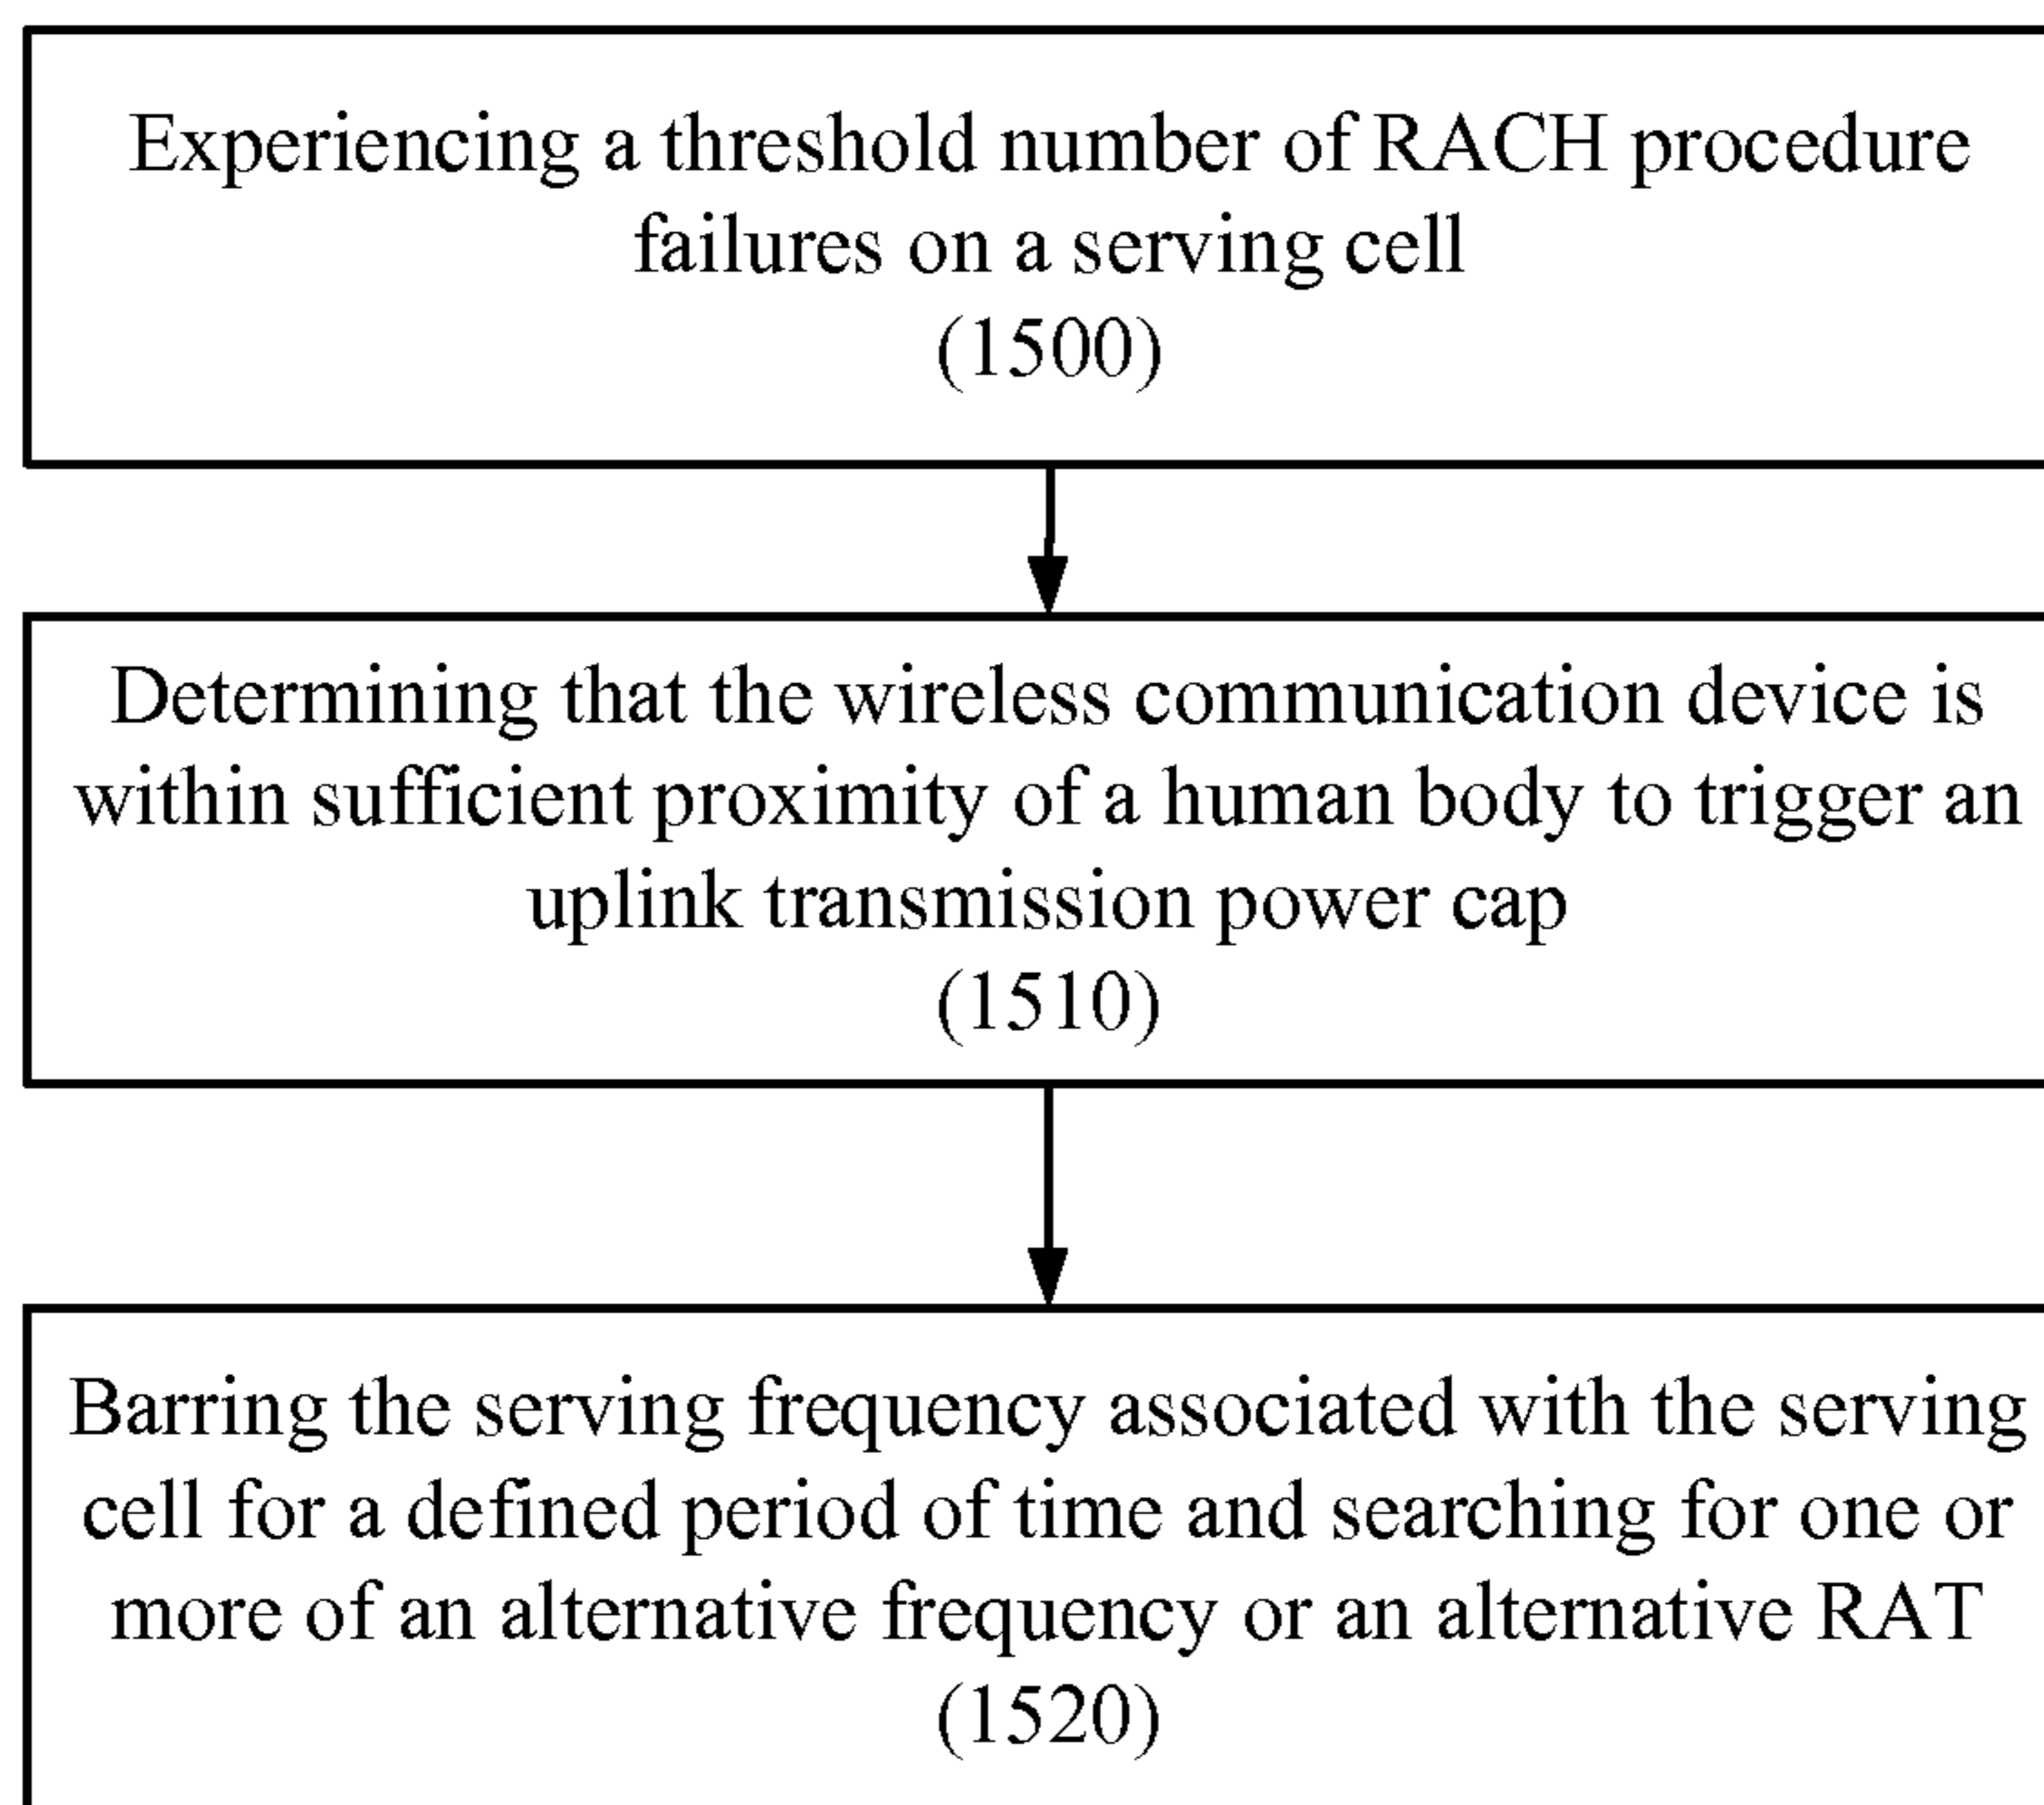 Experiencing a threshold number of RACH procedure
failures on a serving cell
(1500)
Determining that the wireless communication device is
within sufficient proximity of a human body to trigger an
uplink transmission power cap
(1510)
Barring the serving frequency associated with the serving
cell for a defined period of time and searching for one or
more of an alternative frequency or an alternative RAT
(1520)